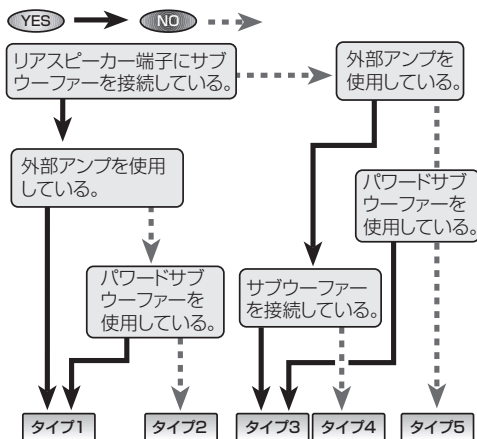 YES
NO
リアスピーカー端子にサブ
ウーファーを接続している。
外部アンプを
使用している。
外部アンプを使用
している。
パワードサブ
ウーファーを
使用している。
パワードサブ
ウーファーを
使用している。
サブウーファー
を接続している。
タイプ1
タイプ2
タイプ3
タイプ4
タイプ5